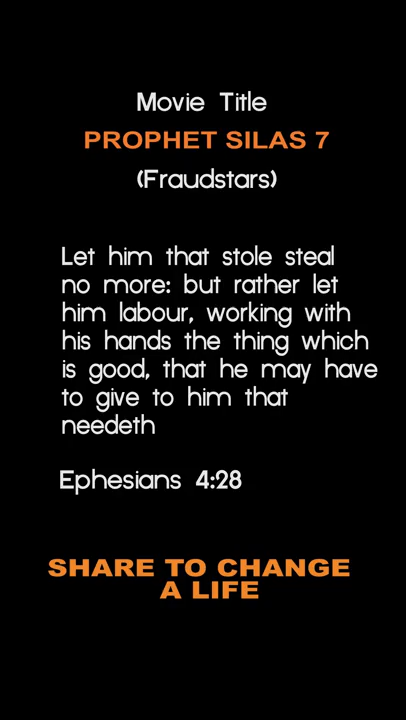 Movie Title
PROPHET SILAS 7
(Fraudstars)
Let him that stole steal
no more: but rather let
him labour, working with
his hands the thing which
is good, that he may have
to give to him that
needeth
Ephesians 4:28
SHARE TO CHANGE
A LIFE